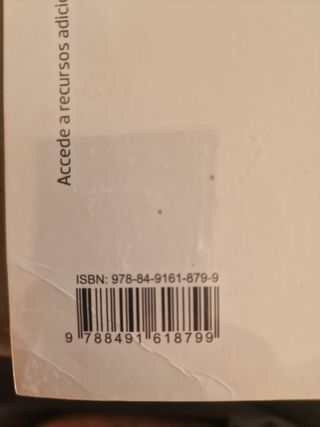 Accede a recursos adicio
ISBN: 978-84-9161-879-9
9 788491 618799